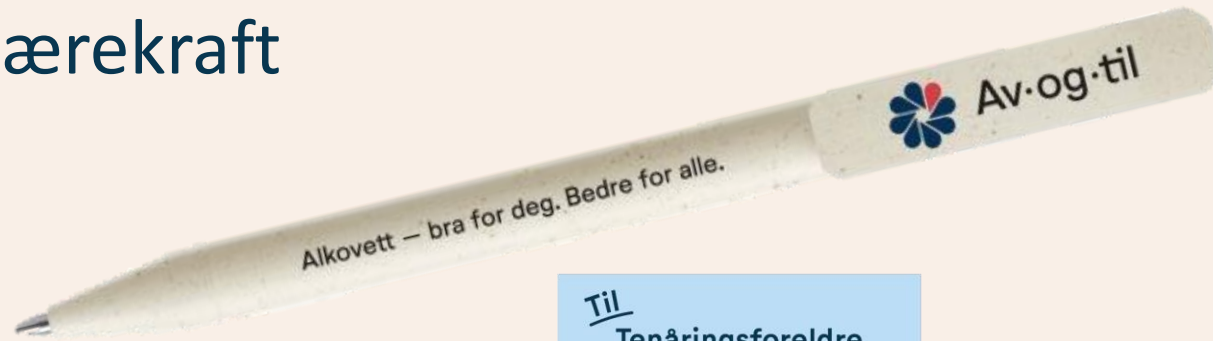 ærekraft
Av·og·til
Alkovett — bra for deg. Bedre for alle.
Til
Tenåringsforeldre